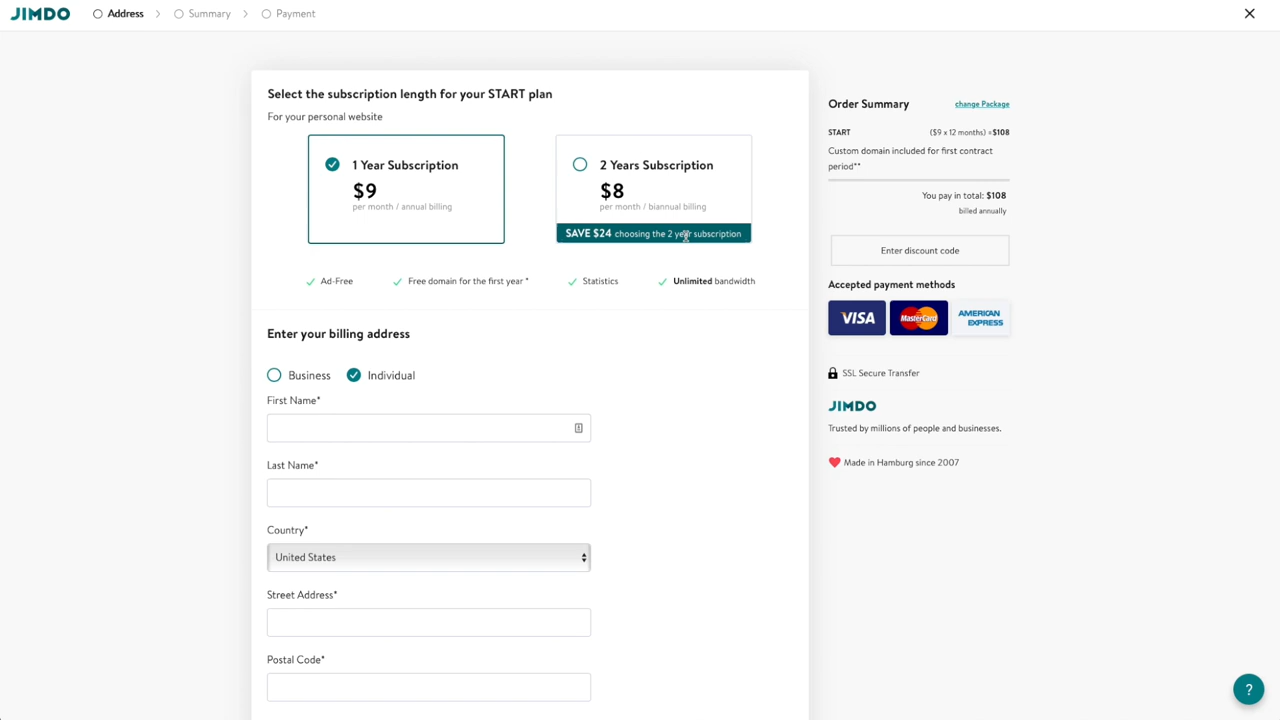 JIMDO
Address > Summary > Payment
Select the subscription length for your START plan
For your personal website
1 Year Subscription
$9
per month / annual billing
2 Years Subscription
$8
per month / biannual billing
SAVE $24 choosing the 2 year subscription
Ad-Free
Free domain for the first year *
Statistics
Unlimited bandwidth
Enter your billing address
Business
Individual
First Name*
Last Name*
Country*
United States
Street Address*
Postal Code*
Order Summary
change Package
START
($9 x 12 months) =$108
Custom domain included for first contract
period**
You pay in total: $108
billed annually
Enter discount code
Accepted payment methods
VISA
MasterCard
AMERICAN
EXPRESS
SSL Secure Transfer
JIMDO
Trusted by millions of people and businesses.
Made in Hamburg since 2007
?